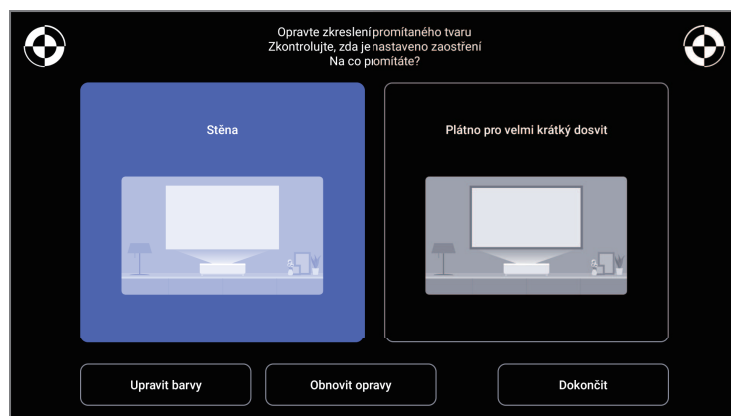 Opravte zkreslení promítaného tvaru
Zkontrolujte, zda je nastaveno zaostření
Na co promítáte?
Stěna
Plátno pro velmi krátký dosvit
Upravit barvy
Obnovit opravy
Dokončit